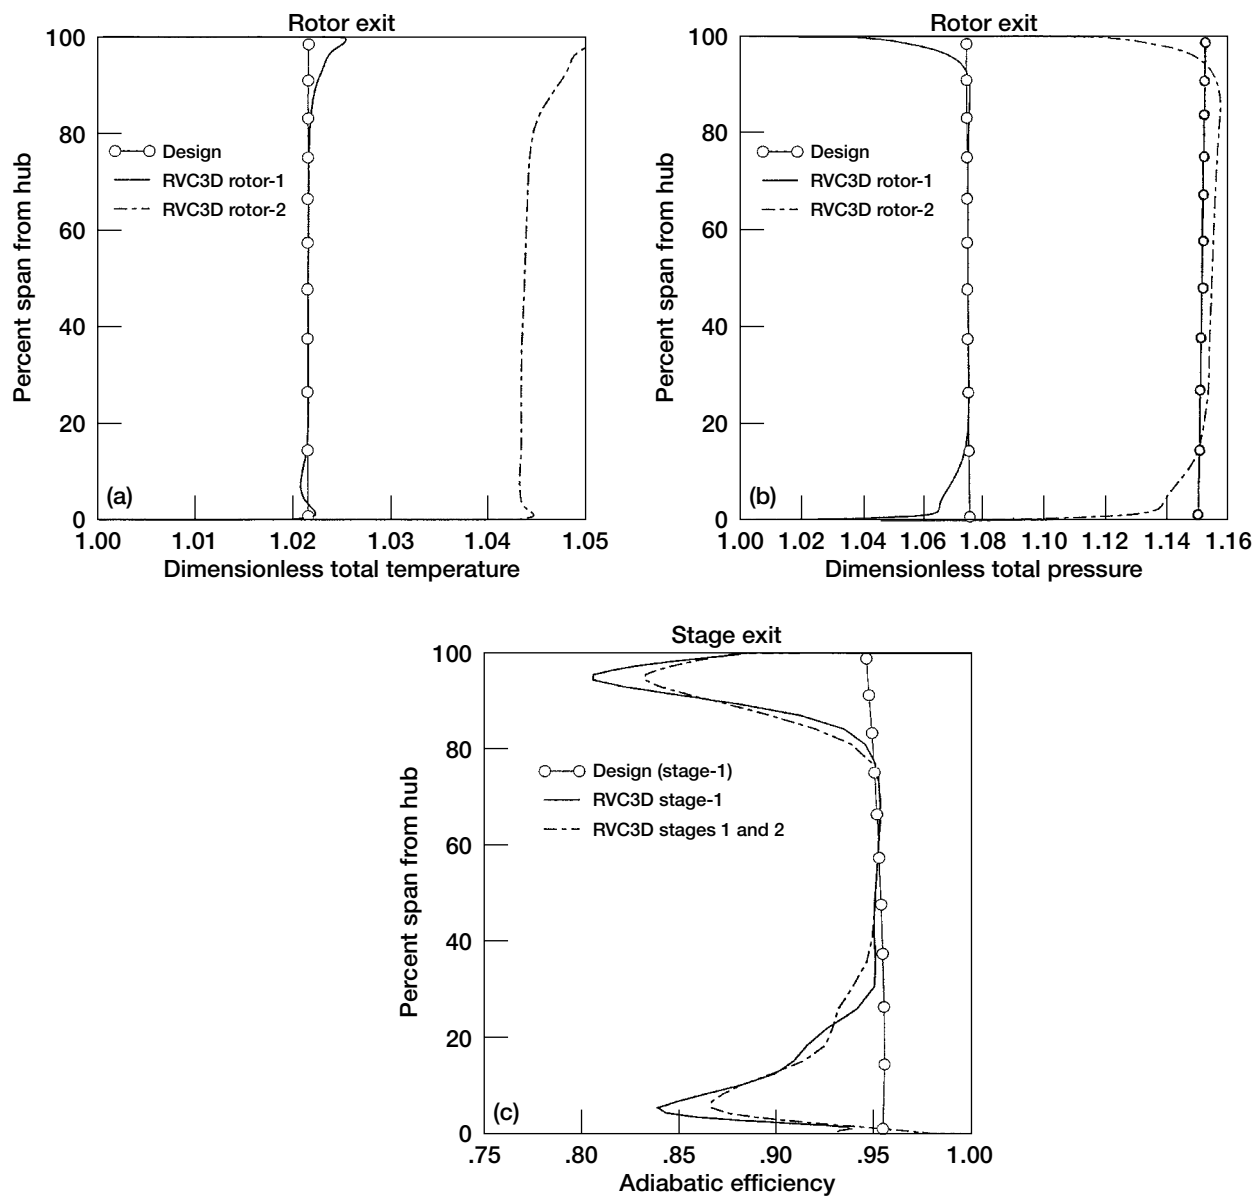 Rotor exit
100
80
60
40
20
0
Percent span from hub
Design
RVC3D rotor-1
RVC3D rotor-2
(a)
1.00 1.01 1.02 1.03 1.04 1.05
Dimensionless total temperature
Rotor exit
100
80
60
40
20
0
Percent span from hub
Design
RVC3D rotor-1
RVC3D rotor-2
(b)
1.00 1.02 1.04 1.06 1.08 1.10 1.12 1.14 1.16
Dimensionless total pressure
Stage exit
100
80
60
40
20
0
Percent span from hub
Design (stage-1)
RVC3D stage-1
RVC3D stages 1 and 2
(c)
.75 .80 .85 .90 .95 1.00
Adiabatic efficiency